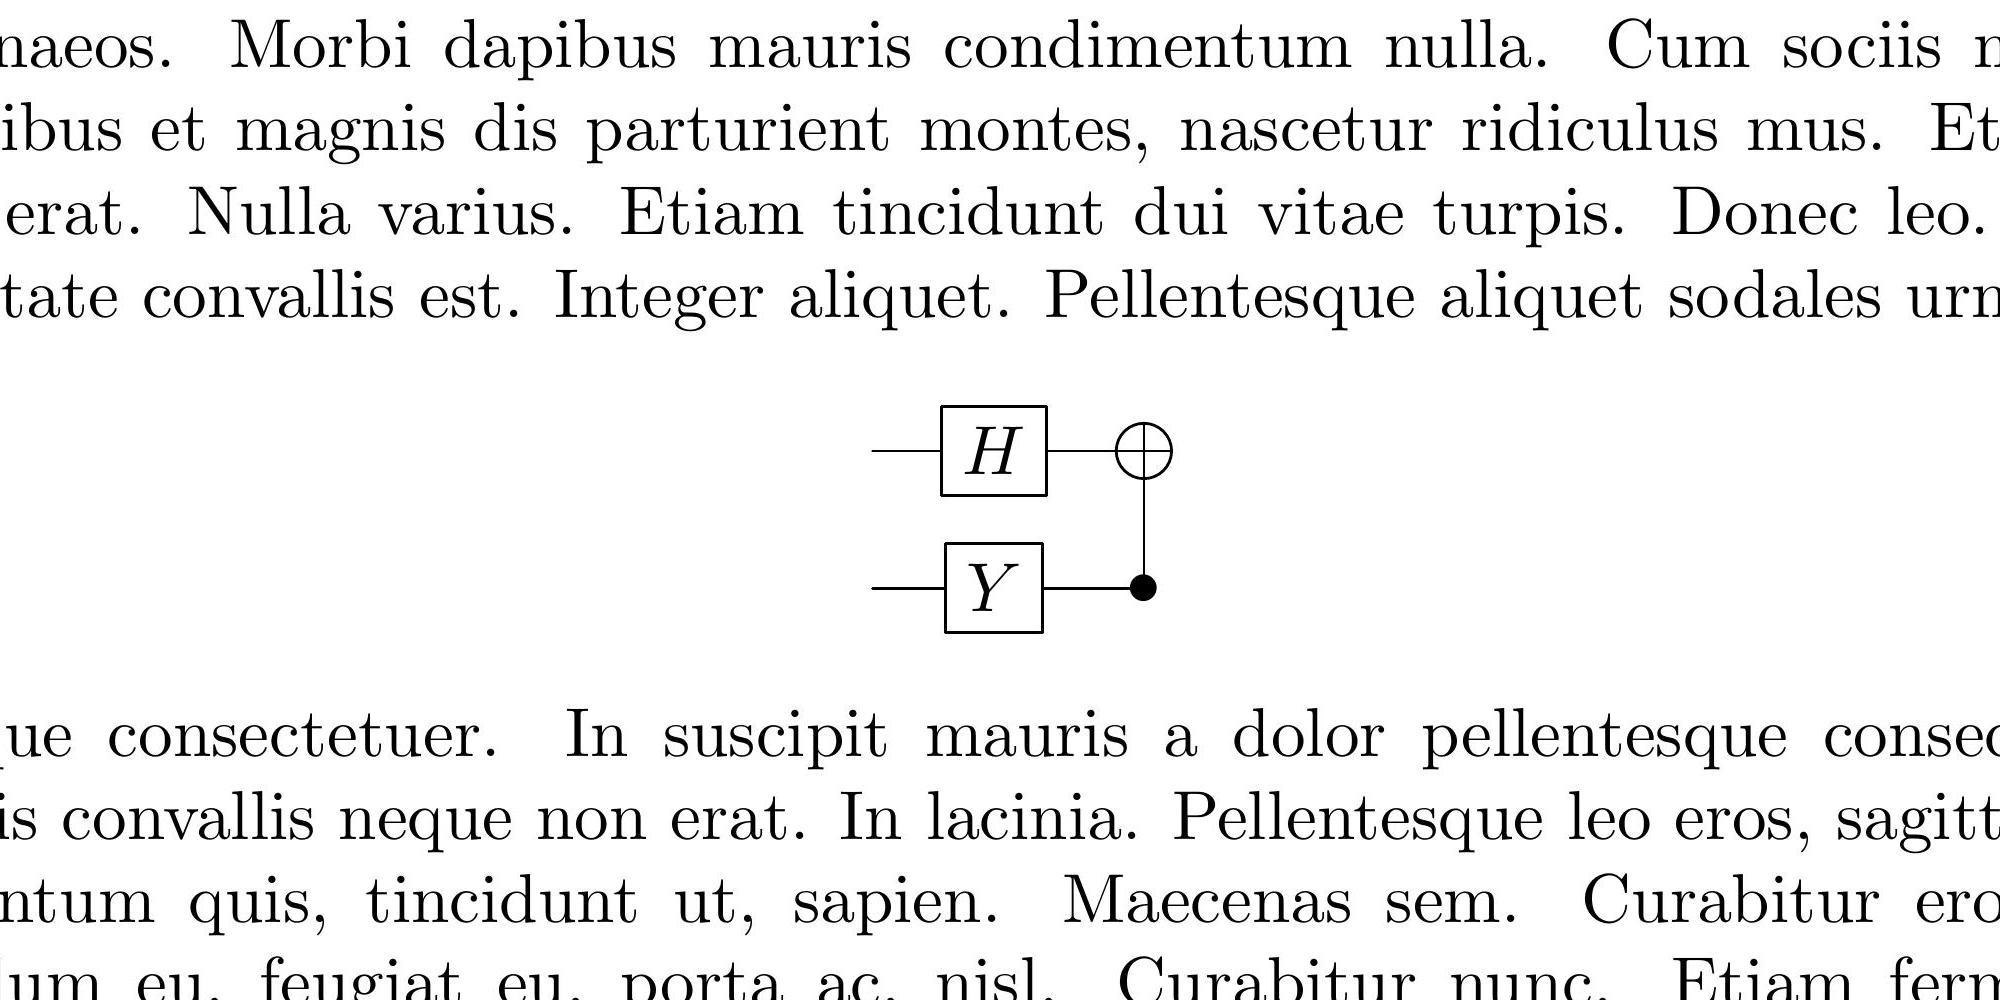 naeos. Morbi dapibus mauris condimentum nulla. Cum sociis n
ibus et magnis dis parturient montes, nascetur ridiculus mus. Et
erat. Nulla varius. Etiam tincidunt dui vitae turpis. Donec leo.
tate convallis est. Integer aliquet. Pellentesque aliquet sodales urn
H
Y
ue consectetuer. In suscipit mauris a dolor pellentesque consec
is convallis neque non erat. In lacinia. Pellentesque leo eros, sagitt
ntum quis, tincidunt ut, sapien. Maecenas sem. Curabitur ero
lum eu, feugiat eu, porta ac, nisl. Curabitur nunc. Etiam ferm